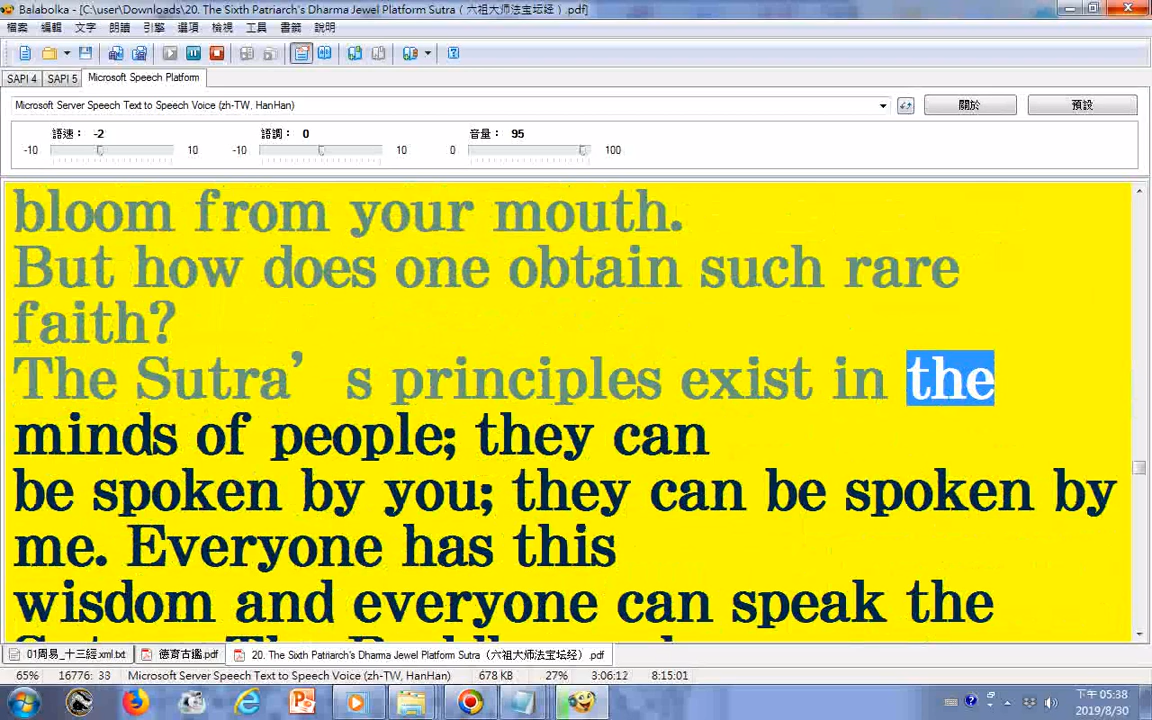 Balabolka - [C:\user\Downloads\20. The Sixth Patriarch's Dharma Jewel Platform Sutra（六祖大师法宝坛经）.pdf]
檔案 編輯 文字 朗讀 引擎 選項 檢視 工具 書籤 說明
SAPI 4 SAPI 5 Microsoft Speech Platform
Microsoft Server Speech Text to Speech Voice (zh-TW, HanHan) 關於 預設
語速： -2 語調： 0 音量： 95
-10 10 -10 10 0 100
bloom from your mouth.
But how does one obtain such rare
faith?
The Sutra’s principles exist in the
minds of people; they can
be spoken by you; they can be spoken by
me. Everyone has this
wisdom and everyone can speak the
01周易_十三經.xml.txt 德育古鑑.pdf 20. The Sixth Patriarch's Dharma Jewel Platform Sutra（六祖大师法宝坛经）.pdf
65% 16776: 33 Microsoft Server Speech Text to Speech Voice (zh-TW, HanHan) 678 KB 27% 3:06:12 8:15:01
下午 05:38
2019/8/30